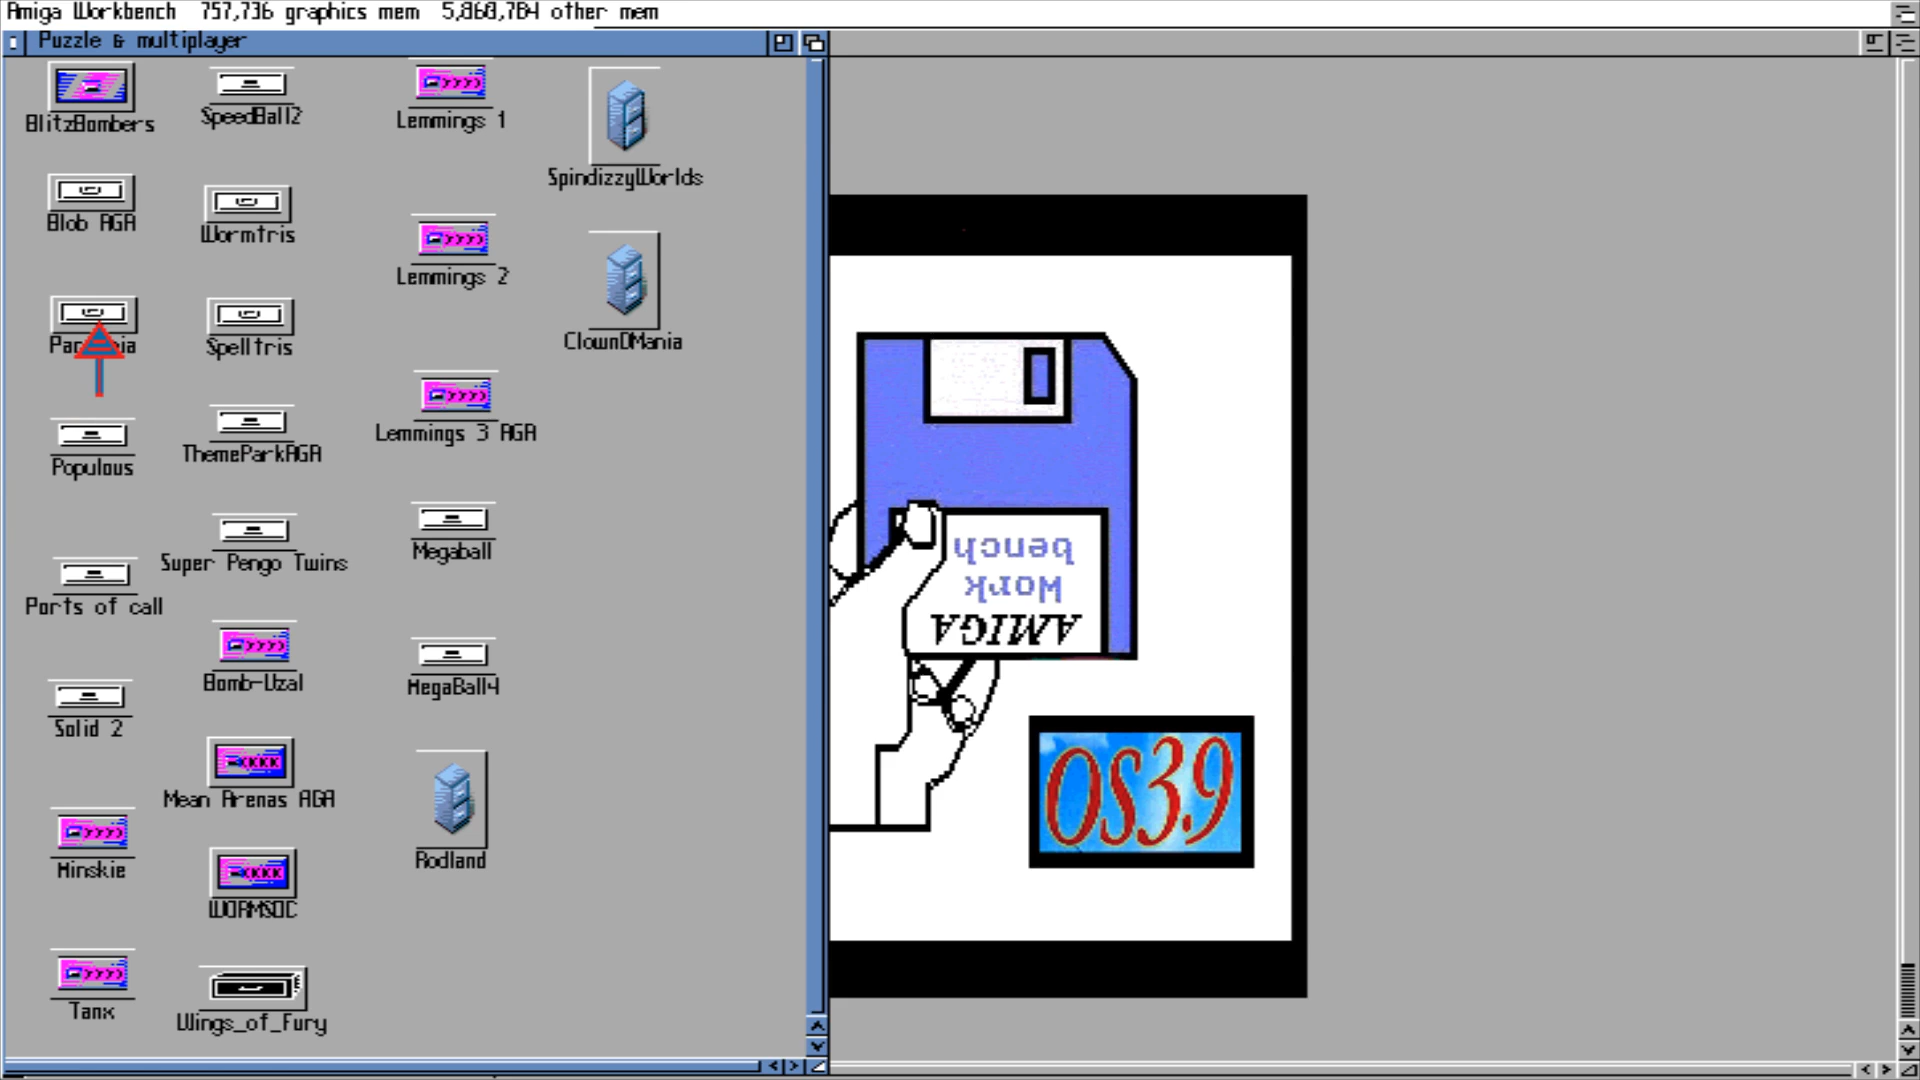 Amiga Workbench 757,736 graphics mem 5,868,784 other mem
Puzzle & multiplayer
BlitzBombers
SpeedBall2
Lemmings 1
SpindizzyWorlds
Blob AGA
Wormtris
Lemmings 2
Spelltris
ClownOMania
Populous
ThemeParkAGA
Lemmings 3 AGA
Ports of call
Super Pengo Twins
Megaball
Solid 2
Bomb-Uzal
MegaBall4
Minskie
Mean Arenas AGA
Rodland
Tanx
WORMSDC
Wings_of_Fury
AMIGA
Work
bench
OS3.9